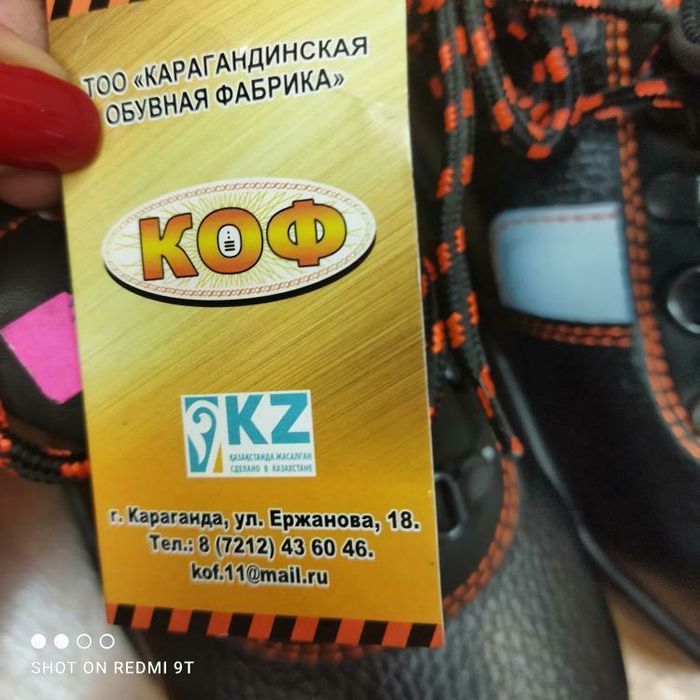 ТОО «КАРАГАНДИНСКАЯ
ОБУВНАЯ ФАБРИКА»
КОФ
KZ
ҚАЗАҚСТАНДА ЖАСАЛҒАН
СДЕЛАНО В КАЗАХСТАНЕ
г. Караганда, ул. Ержанова, 18.
Тел.: 8 (7212) 43 60 46.
kof.11@mail.ru
SHOT ON REDMI 9T